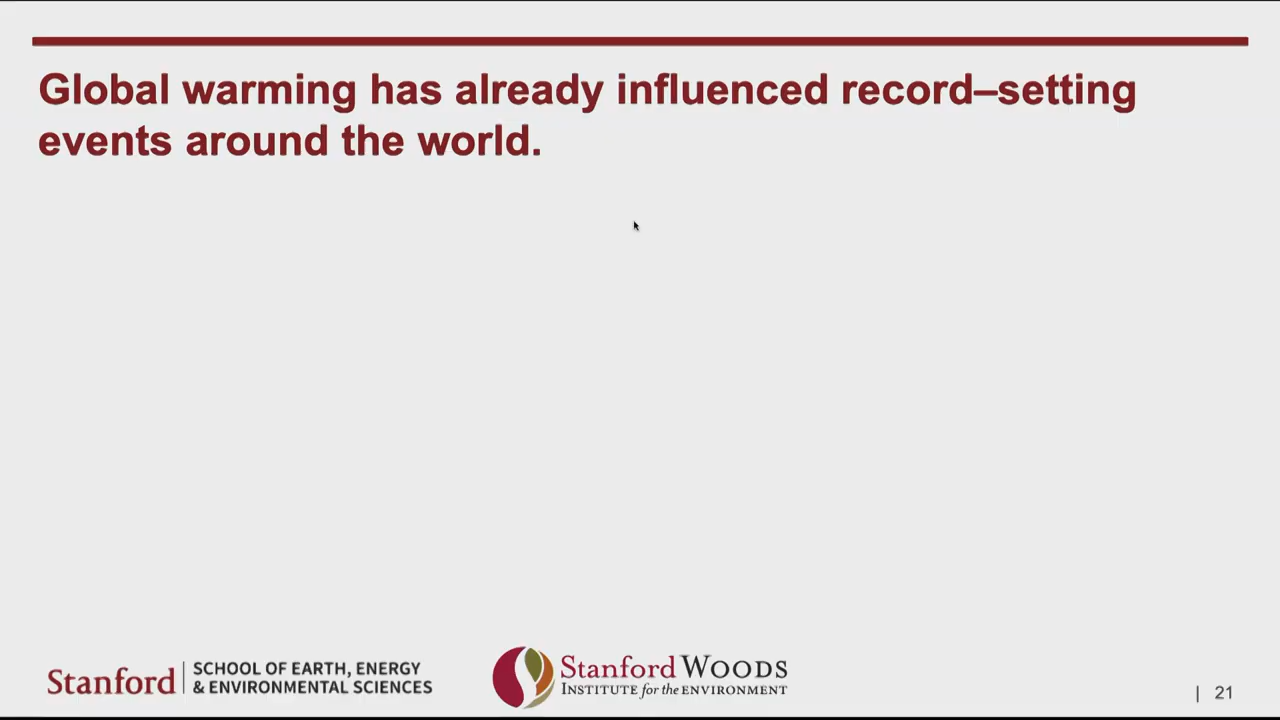 Global warming has already influenced record–setting
events around the world.
Stanford
SCHOOL OF EARTH, ENERGY
& ENVIRONMENTAL SCIENCES
Stanford WOODS
INSTITUTE for the ENVIRONMENT
| 21